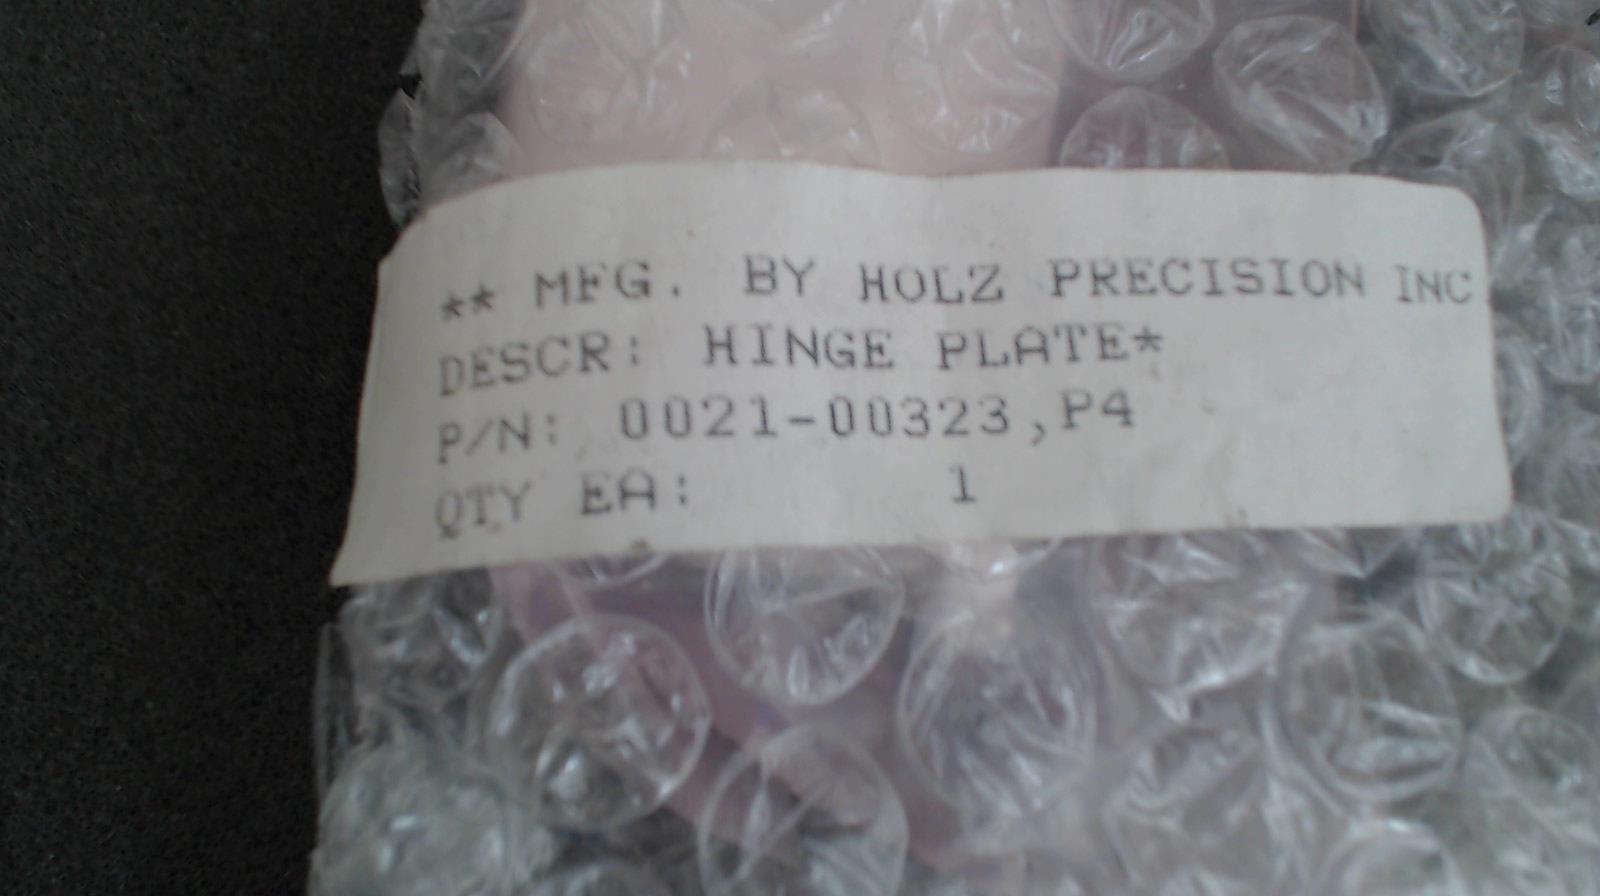 ** MFG. BY HOLZ PRECISION INC
DESCR: HINGE PLATE*
P/N: 0021-00323,P4
QTY EA: 1